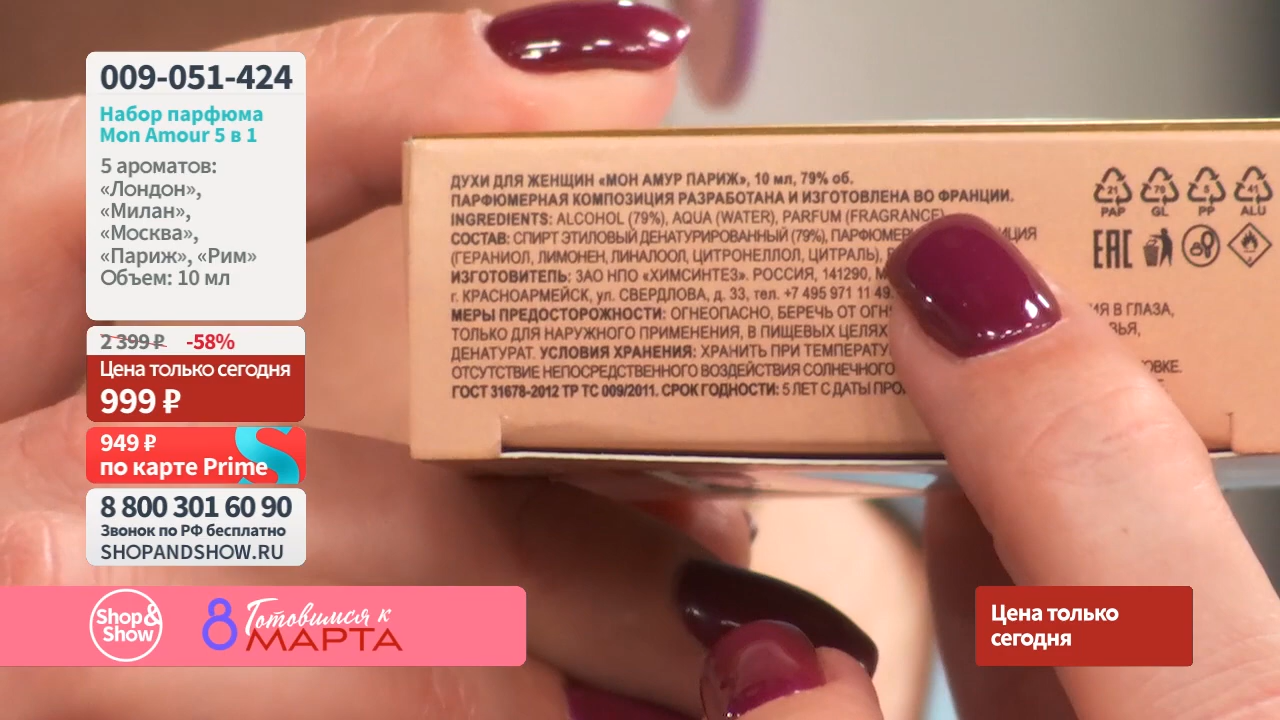 009-051-424
Набор парфюма
Mon Amour 5 в 1
5 ароматов:
«Лондон»,
«Милан»,
«Москва»,
«Париж», «Рим»
Объем: 10 мл
2 399 ₽ -58%
Цена только сегодня
999 ₽
949 ₽
по карте Prime
8 800 301 60 90
Звонок по РФ бесплатно
SHOPANDSHOW.RU
ДУХИ ДЛЯ ЖЕНЩИН «МОН АМУР ПАРИЖ», 10 мл, 79% об.
ПАРФЮМЕРНАЯ КОМПОЗИЦИЯ РАЗРАБОТАНА И ИЗГОТОВЛЕНА ВО ФРАНЦИИ.
INGREDIENTS: ALCOHOL (79%), AQUA (WATER), PARFUM (FRAGRANCE)
СОСТАВ: СПИРТ ЭТИЛОВЫЙ ДЕНАТУРИРОВАННЫЙ (79%),
(ГЕРАНИОЛ, ЛИМОНЕН, ЛИНАЛООЛ, ЦИТРОНЕЛЛОЛ, ЦИТРАЛЬ),
ИЗГОТОВИТЕЛЬ: ЗАО НПО «ХИМСИНТЕЗ». РОССИЯ, 141290,
г. КРАСНОАРМЕЙСК, ул. СВЕРДЛОВА, д. 33, тел. +7 495 971 11 49.
МЕРЫ ПРЕДОСТОРОЖНОСТИ: ОГНЕОПАСНО, БЕРЕЧЬ ОТ В ГЛАЗА,
ТОЛЬКО ДЛЯ НАРУЖНОГО ПРИМЕНЕНИЯ, В ПИЩЕВЫХ ЦЕЛЯХ
ДЕНАТУРАТ. УСЛОВИЯ ХРАНЕНИЯ: ХРАНИТЬ ПРИ
ОТСУТСТВИЕ НЕПОСРЕДСТВЕННОГО ВОЗДЕЙСТВИЯ СОЛНЕЧНОГО
ГОСТ 31678-2012 ТР ТС 009/2011. СРОК ГОДНОСТИ: 5 ЛЕТ С ДАТЫ
21 70 5 41
PAP GL PP ALU
EAC
Shop&
Show
8 Готовимся к
МАРТА
Цена только
сегодня